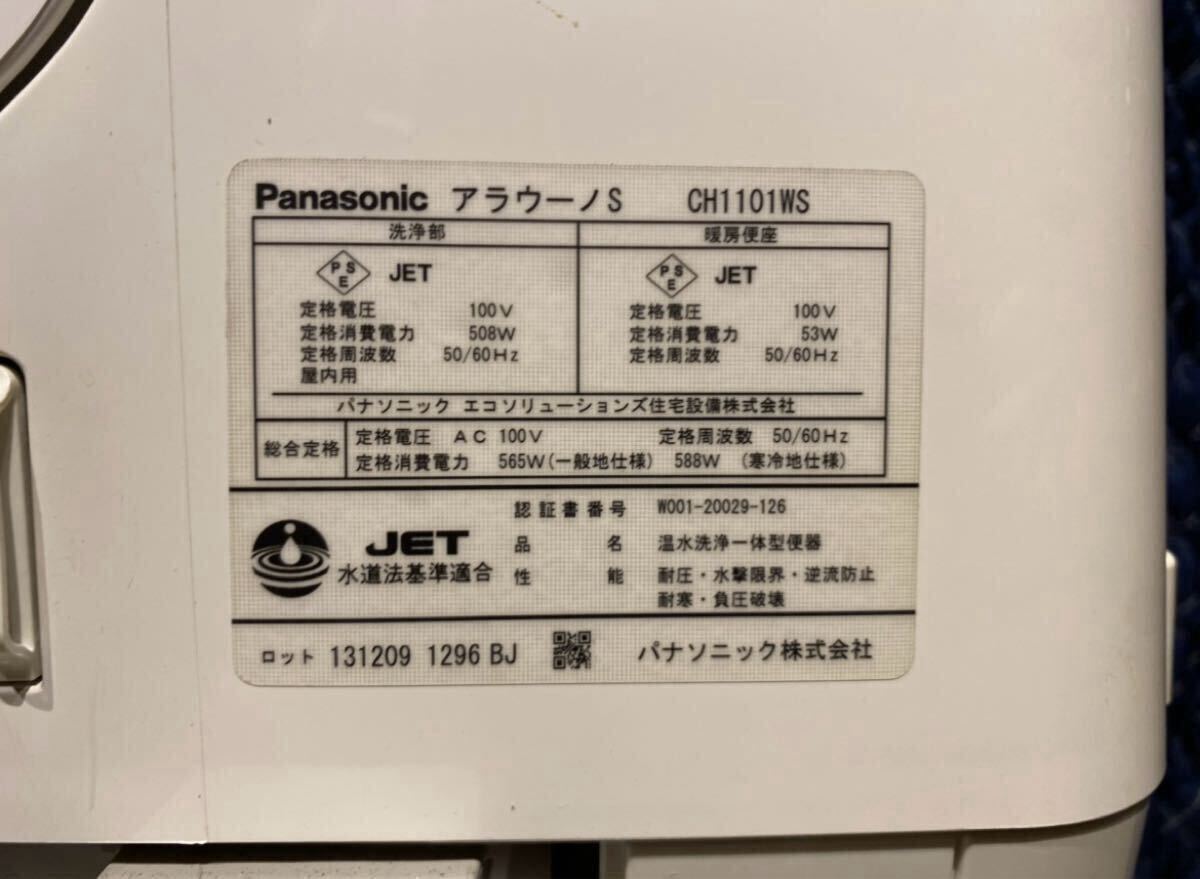 Panasonic アラウーノS CH1101WS
洗浄部 暖房便座
PSE JET
定格電圧 100V
定格消費電力 508W
定格周波数 50/60Hz
屋内用
PSE JET
定格電圧 100V
定格消費電力 53W
定格周波数 50/60Hz
パナソニック エコソリューションズ住宅設備株式会社
総合定格
定格電圧 AC 100V 定格周波数 50/60Hz
定格消費電力 565W(一般地仕様) 588W (寒冷地仕様)
JET
水道法基準適合
認証書番号 W001-20029-126
品名 温水洗浄一体型便器
性能 耐圧・水撃限界・逆流防止
耐寒・負圧破壊
ロット 131209 1296 BJ パナソニック株式会社